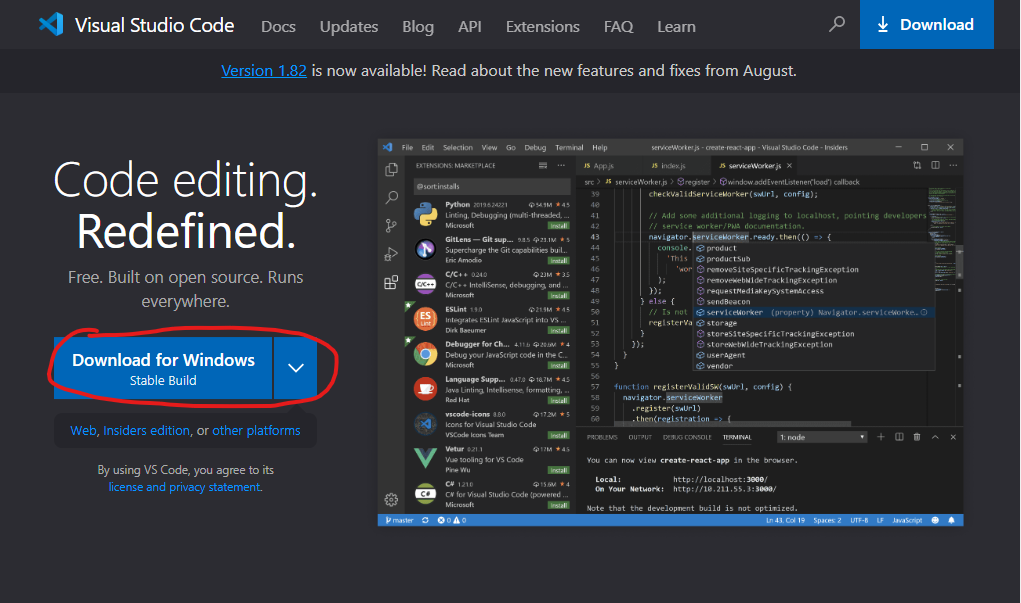 Visual Studio Code Docs Updates Blog API Extensions FAQ Learn Download
Version 1.82 is now available! Read about the new features and fixes from August.
Code editing.
Redefined.
Free. Built on open source. Runs
everywhere.
Download for Windows
Stable Build
Web, Insiders edition, or other platforms
By using VS Code, you agree to its
license and privacy statement.
File Edit Selection View Go Debug Terminal Help serviceWorker.js - create-react-app - Visual Studio Code - Insiders
EXTENSIONS: MARKETPLACE
@sort:installs
Python 2019.6.24221 54.9M 4.5
Linting, Debugging (multi-threaded, ...
Microsoft Install
GitLens — Git sup... 9.8.5 23.1M 5
Supercharge the Git capabilities buil...
Eric Amodio Install
C/C++ 0.24.0 23M 3.5
C/C++ IntelliSense, debugging, and ...
Microsoft Install
ESLint 1.9.0 21.9M 4.5
Integrates ESLint JavaScript into VS ...
Dirk Baeumer Install
Debugger for Ch... 4.11.6 20.6M 4
Debug your JavaScript code in the C...
Microsoft Install
Language Supp... 0.47.0 18.7M 4.5
Java Linting, Intellisense, formatting, ...
Red Hat Install
vscode-icons 8.8.0 17.2M 5
Icons for Visual Studio Code
VSCode Icons Team Install
Vetur 0.21.1 17M 4.5
Vue tooling for VS Code
Pine Wu Install
C# 1.21.0 15.6M 4
C# for Visual Studio Code (powered ...
Microsoft Install
JS App.js JS index.js JS serviceWorker.js
src > JS serviceWorker.js > register > window.addEventListener('load') callback
39 checkValidServiceWorker(swUrl, config);
40
41 // Add some additional logging to localhost, pointing developers
42 // service worker/PWA documentation.
43 navigator.serviceWorker.ready.then(() => {
44 console. product
45 'This productSub
46 'wor removeSiteSpecificTrackingException
47 ); removeWebWideTrackingException
48 }); requestMediaKeySystemAccess
49 } else { sendBeacon
50 // Is not serviceWorker (property) Navigator.serviceWorke...
51 registerVa storage
52 } storeSiteSpecificTrackingException
53 }); storeWebWideTrackingException
54 } userAgent
55 } vendor
56
57 function registerValidSW(swUrl, config) {
58 navigator.serviceWorker
59 .register(swUrl)
60 .then(registration => {
PROBLEMS OUTPUT DEBUG CONSOLE TERMINAL 1: node
You can now view create-react-app in the browser.
Local: http://localhost:3000/
On Your Network: http://10.211.55.3:3000/
Note that the development build is not optimized.
master 0 0 Ln 43, Col 19 Spaces: 2 UTF-8 LF JavaScript